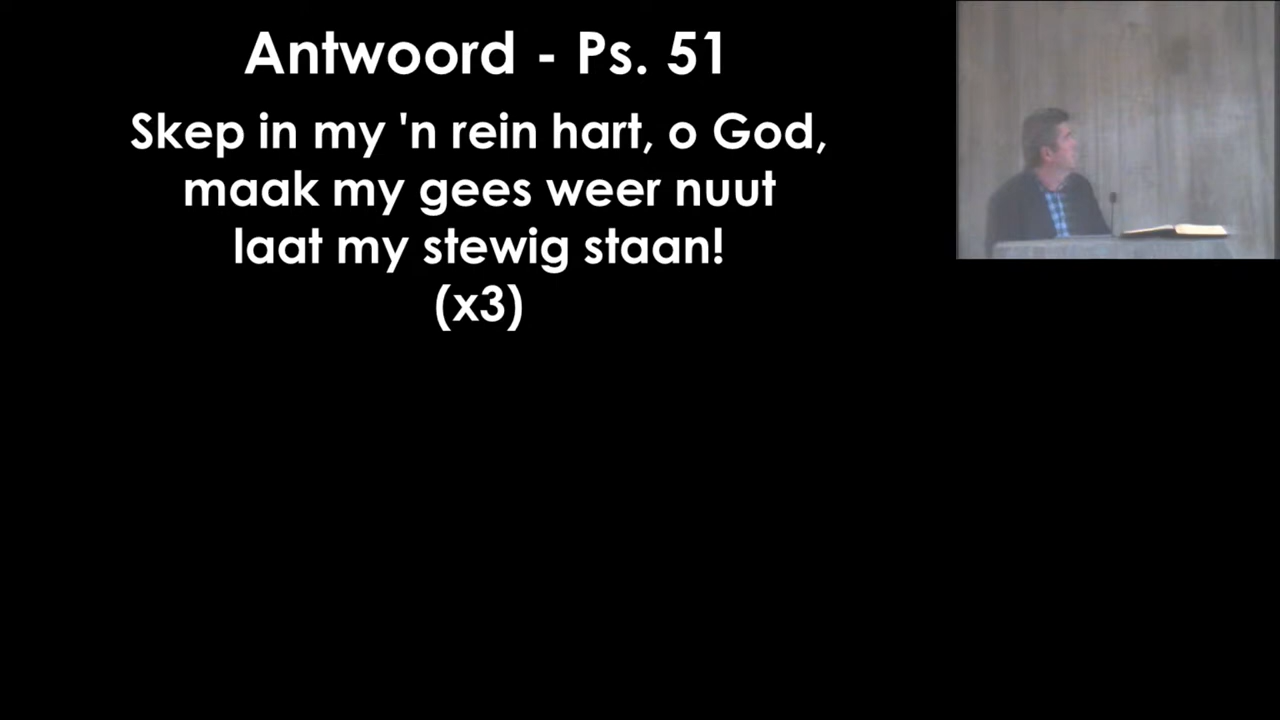 Antwoord - Ps. 51
Skep in my 'n rein hart, o God,
maak my gees weer nuut
laat my stewig staan!
(x3)